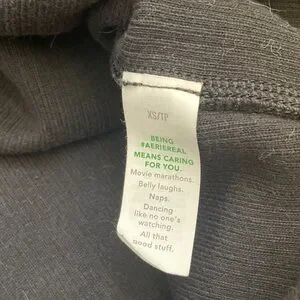 XS/TP
BEING
#AERIEREAL
MEANS CARING
FOR YOU.
Movie marathons.
Belly laughs.
Naps.
Dancing
like no one's
watching.
All that
good stuff.